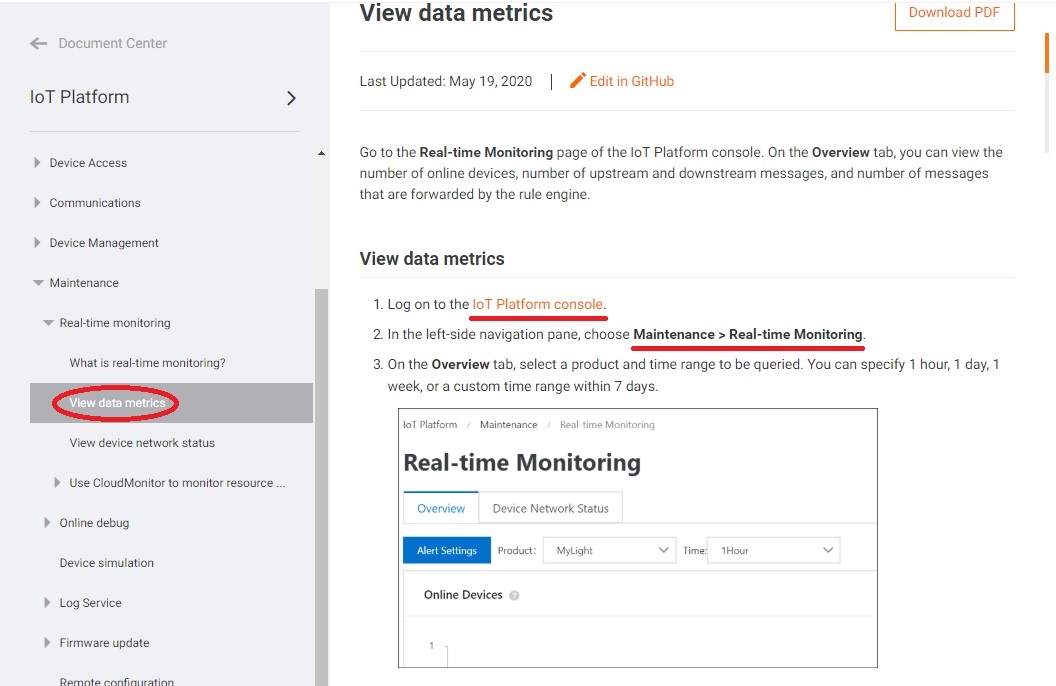 Document Center
IoT Platform
Device Access
Communications
Device Management
Maintenance
Real-time monitoring
What is real-time monitoring?
View data metrics
View device network status
Use CloudMonitor to monitor resource ...
Online debug
Device simulation
Log Service
Firmware update
Remote configuration
View data metrics
Download PDF
Last Updated: May 19, 2020 | Edit in GitHub
Go to the Real-time Monitoring page of the IoT Platform console. On the Overview tab, you can view the
number of online devices, number of upstream and downstream messages, and number of messages
that are forwarded by the rule engine.
View data metrics
1. Log on to the IoT Platform console.
2. In the left-side navigation pane, choose Maintenance > Real-time Monitoring.
3. On the Overview tab, select a product and time range to be queried. You can specify 1 hour, 1 day, 1
week, or a custom time range within 7 days.
IoT Platform / Maintenance / Real-time Monitoring
Real-time Monitoring
Overview Device Network Status
Alert Settings Product: MyLight Time: 1Hour
Online Devices ?
1